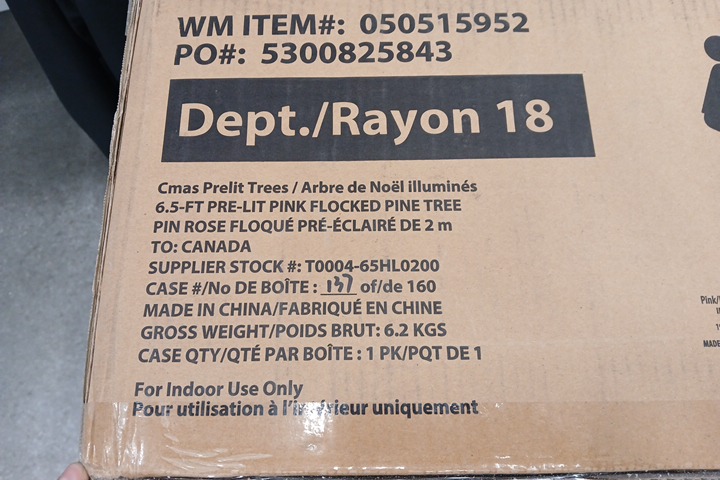 WM ITEM#: 050515952
PO#: 5300825843
Dept./Rayon 18
Cmas Prelit Trees / Arbre de Noël illuminés
6.5-FT PRE-LIT PINK FLOCKED PINE TREE
PIN ROSE FLOQUÉ PRÉ-ÉCLAIRÉ DE 2 m
TO: CANADA
SUPPLIER STOCK #: T0004-65HL0200
CASE #/No DE BOÎTE : 137 of/de 160
MADE IN CHINA/FABRIQUÉ EN CHINE
GROSS WEIGHT/POIDS BRUT: 6.2 KGS
CASE QTY/QTÉ PAR BOÎTE : 1 PK/PQT DE 1
For Indoor Use Only
Pour utilisation à l'intérieur uniquement
Pink/
MADE